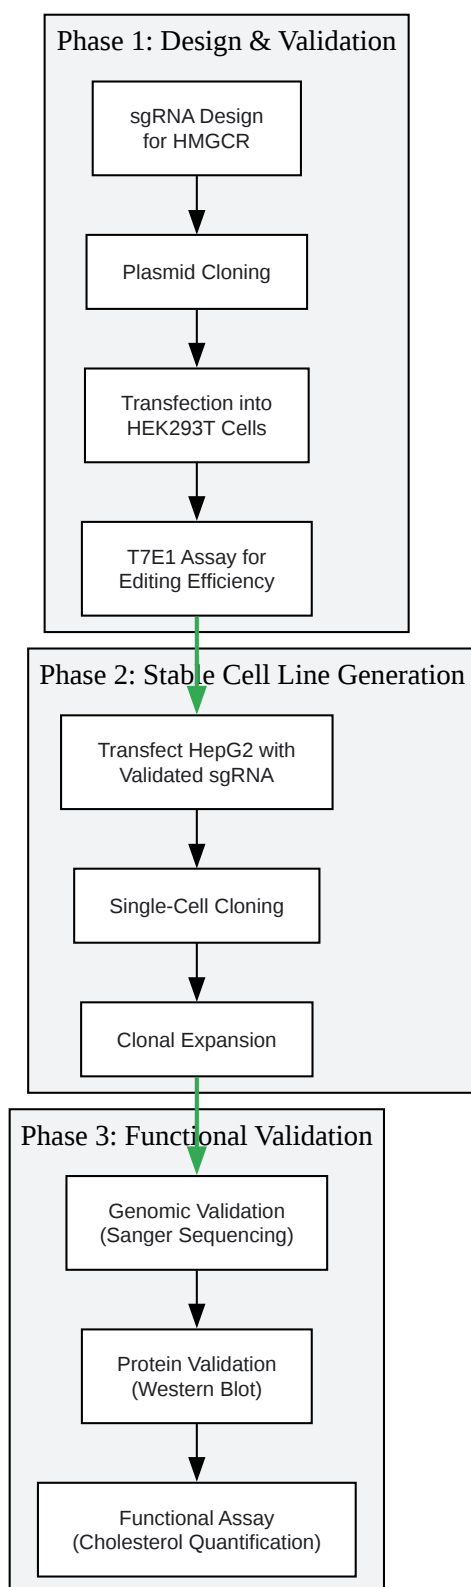 Phase 1: Design & Validation
sgRNA Design
for HMGCR
Plasmid Cloning
Transfection into
HEK293T Cells
T7E1 Assay for
Editing Efficiency
Phase 2: Stable Cell Line Generation
Transfect HepG2 with
Validated sgRNA
Single-Cell Cloning
Clonal Expansion
Phase 3: Functional Validation
Genomic Validation
(Sanger Sequencing)
Protein Validation
(Western Blot)
Functional Assay
(Cholesterol Quantification)